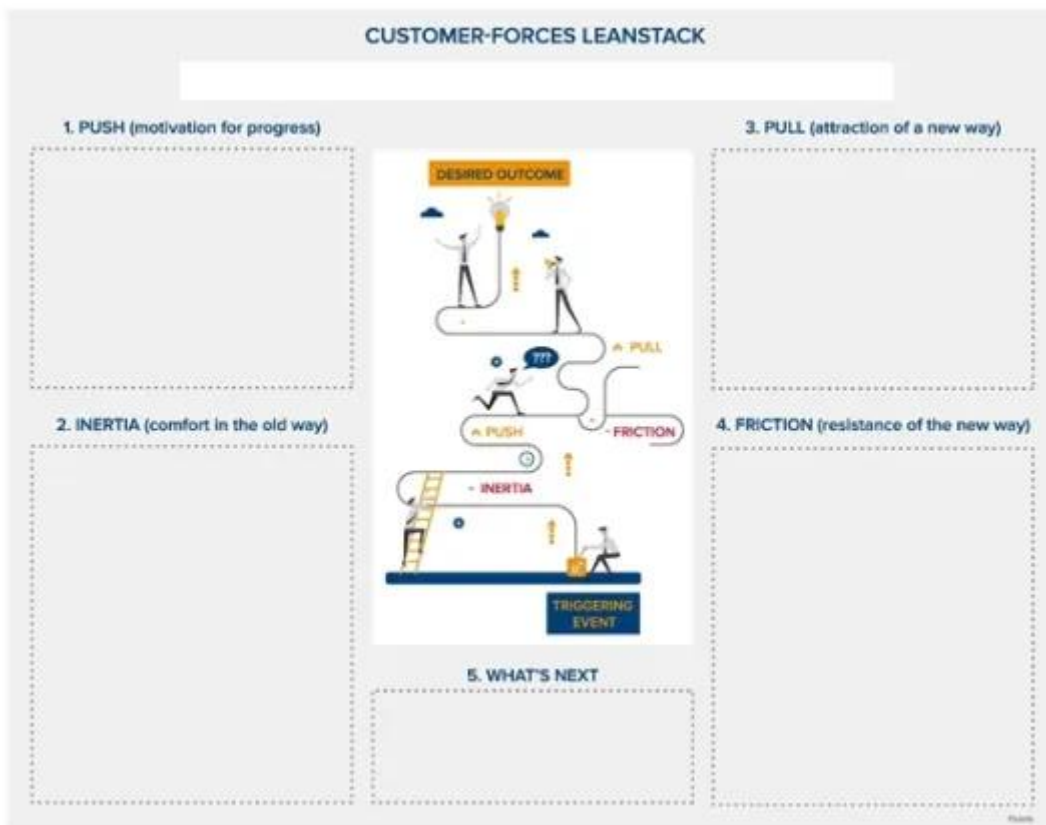 CUSTOMER-FORCES LEANSTACK
1. PUSH (motivation for progress)
3. PULL (attraction of a new way)
DESIRED OUTCOME
PULL
???
2. INERTIA (comfort in the old way)
4. FRICTION (resistance of the new way)
PUSH
- FRICTION
- INERTIA
TRIGGERING
EVENT
5. WHAT'S NEXT